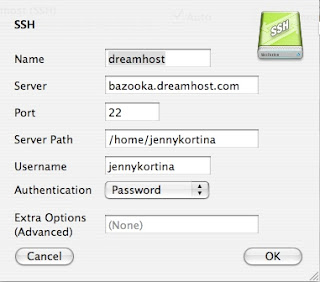 SSH
SSH
Name dreamhost
Server bazooka.dreamhost.com
Port 22
Server Path /home/jennykortina
Username jennykortina
Authentication Password
Extra Options
(Advanced) (None)
Cancel OK